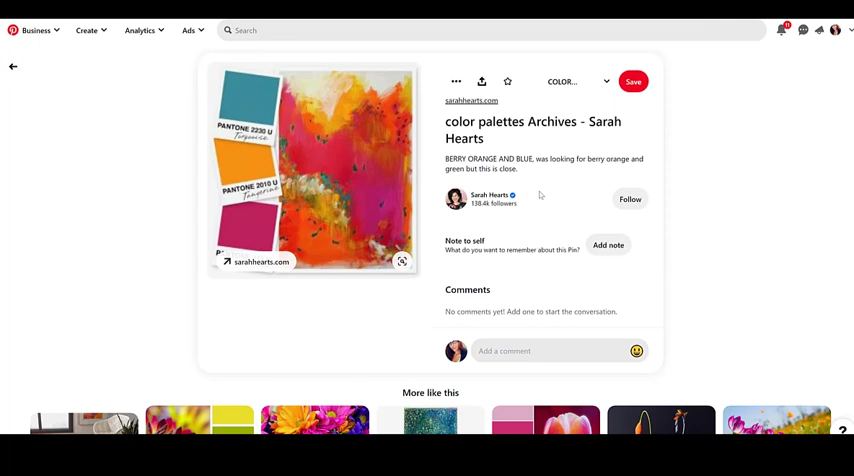 Business Create Analytics Ads Search 11
COLOR... Save
sarahhearts.com
color palettes Archives - Sarah
Hearts
BERRY ORANGE AND BLUE, was looking for berry orange and
green but this is close.
Sarah Hearts
138.4k followers
Follow
Note to self
What do you want to remember about this Pin?
Add note
Comments
No comments yet! Add one to start the conversation.
Add a comment
PANTONE 2230 U
Turquoise
PANTONE 2010 U
Tangerine
sarahhearts.com
More like this
?